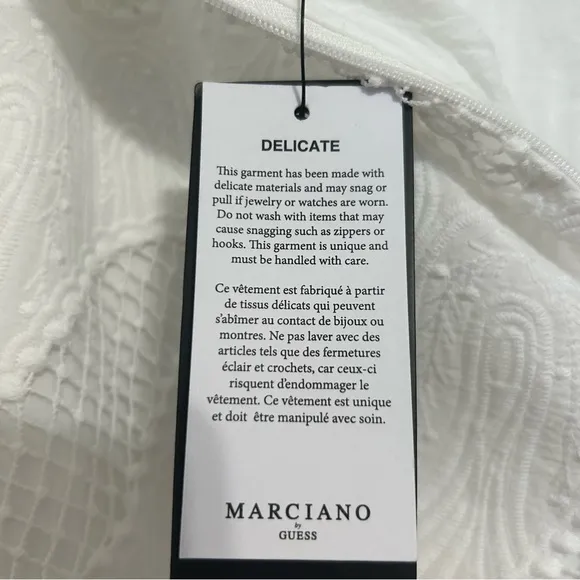 DELICATE
This garment has been made with
delicate materials and may snag or
pull if jewelry or watches are worn.
Do not wash with items that may
cause snagging such as zippers or
hooks. This garment is unique and
must be handled with care.
Ce vêtement est fabriqué à partir
de tissus délicats qui peuvent
s'abîmer au contact de bijoux ou
montres. Ne pas laver avec des
articles tels que des fermetures
éclair et crochets, car ceux-ci
risquent d'endommager le
vêtement. Ce vêtement est unique
et doit être manipulé avec soin.
MARCIANO
by
GUESS